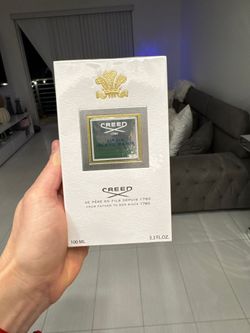 CREED
CREED
DE PÈRE EN FILS DEPUIS 1760
FROM FATHER TO SON SINCE 1760
100 ML 3.3 FL.OZ.